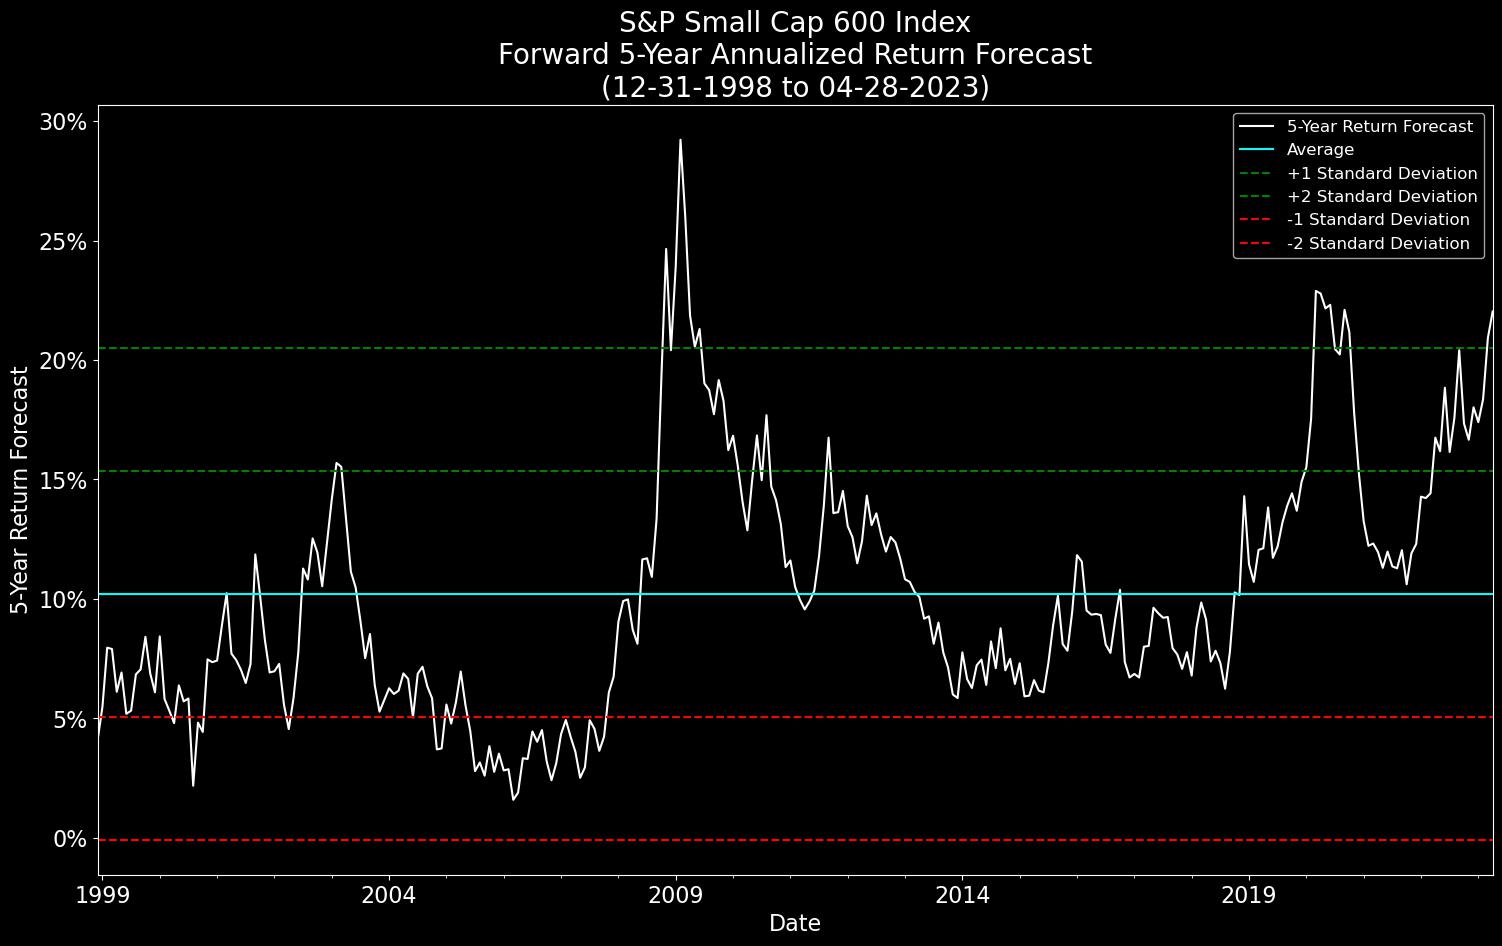 S&P Small Cap 600 Index
Forward 5-Year Annualized Return Forecast
(12-31-1998 to 04-28-2023)
30%
25%
20%
15%
10%
5%
0%
5-Year Return Forecast
5-Year Return Forecast
Average
+1 Standard Deviation
+2 Standard Deviation
-1 Standard Deviation
-2 Standard Deviation
1999 2004 2009 2014 2019
Date